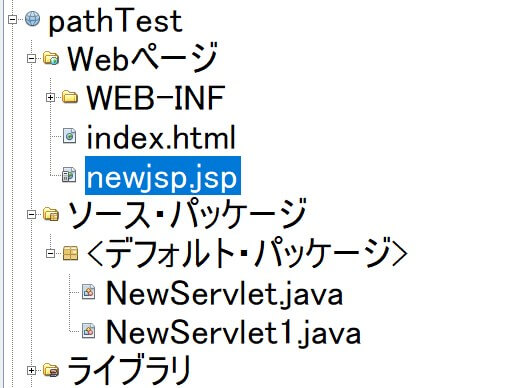 pathTest
Webページ
WEB-INF
index.html
newjsp.jsp
ソース・パッケージ
<デフォルト・パッケージ>
NewServlet.java
NewServlet1.java
ライブラリ